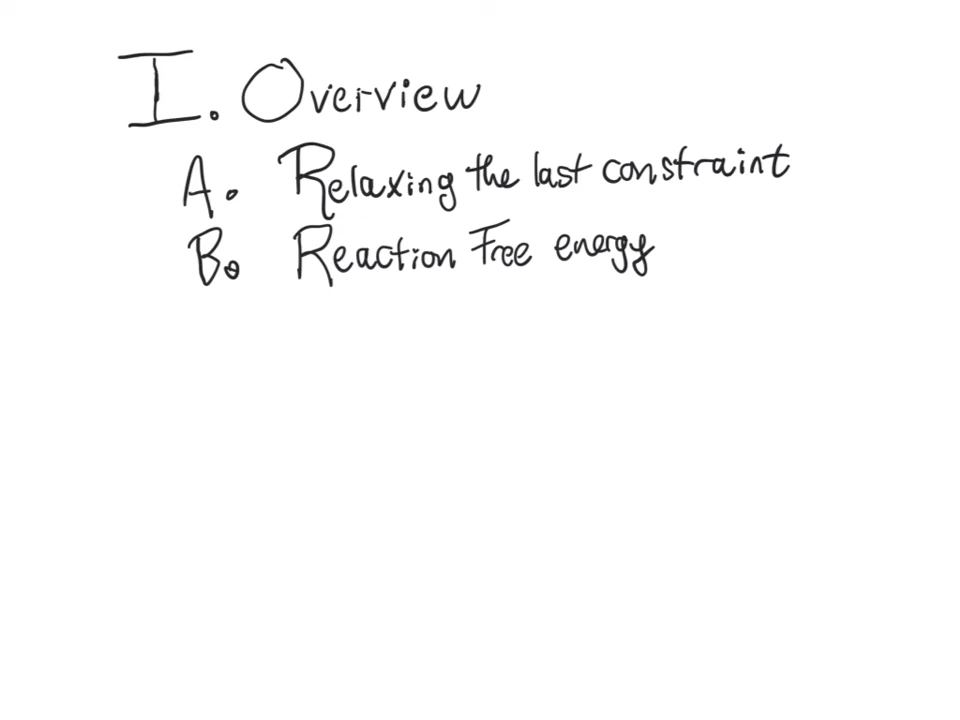 I. Overview
A. Relaxing the last constraint
B. Reaction Free energy